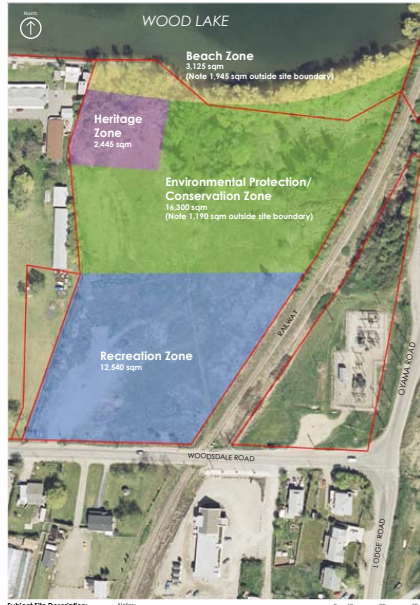 North
WOOD LAKE
Beach Zone
3,125 sqm
(Note 1,945 sqm outside site boundary)
Heritage
Zone
2,445 sqm
Environmental Protection/
Conservation Zone
16,300 sqm
(Note 1,190 sqm outside site boundary)
RAILWAY
OYAMA ROAD
Recreation Zone
12,540 sqm
WOODSDALE ROAD
LODGE ROAD
Subject Site Description:
Notes: